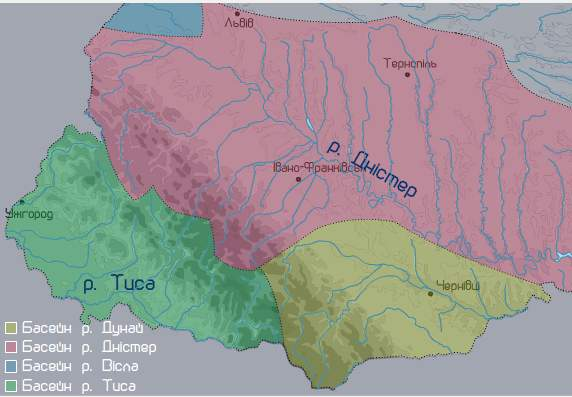 Львів
Тернопіль
р. Дністер
Івано-Франківськ
Ужгород
р. Тиса
Чернівці
Басейн р. Дунай
Басейн р. Дністер
Басейн р. Вісла
Басейн р. Тиса